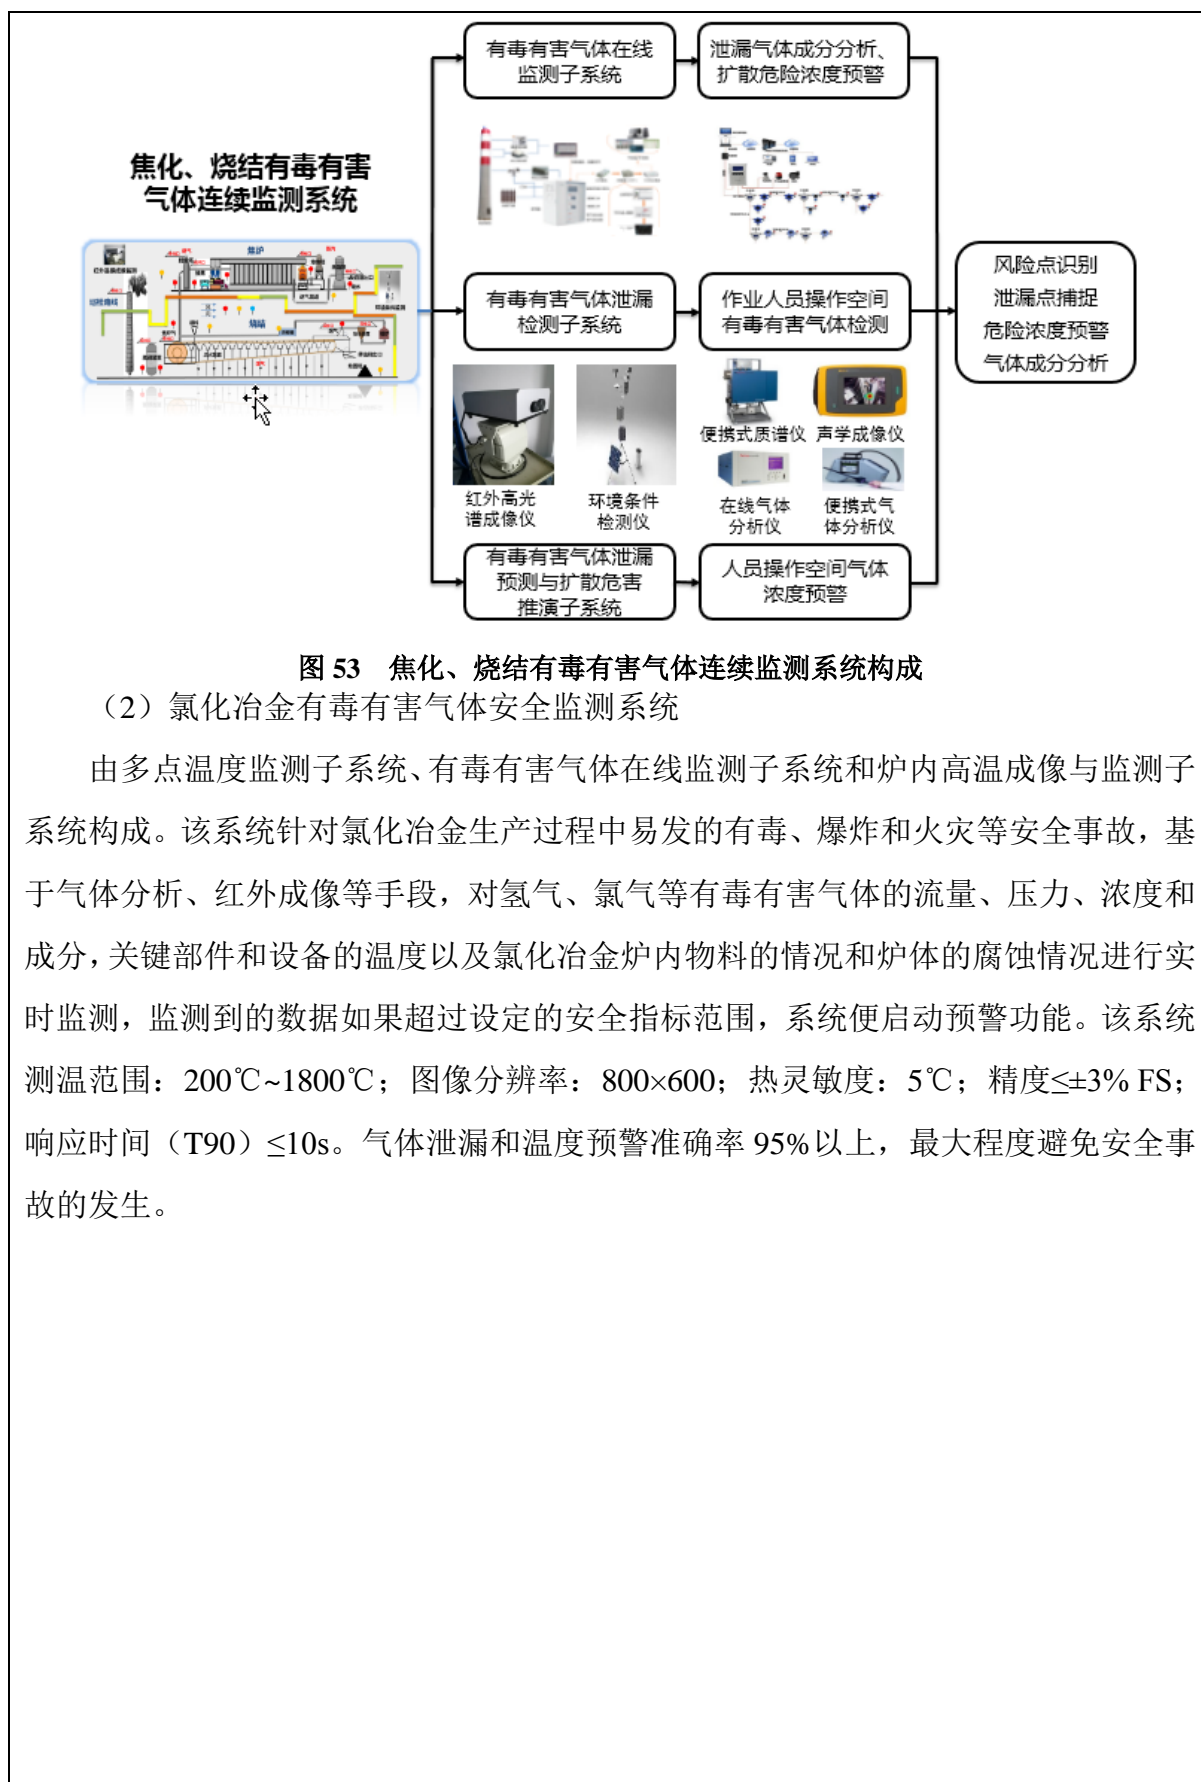 有毒有害气体在线
监测子系统
泄漏气体成分分析、
扩散危险浓度预警
焦化、烧结有毒有害
气体连续监测系统
焦炉
烧结
有毒有害气体泄漏
检测子系统
作业人员操作空间
有毒有害气体检测
风险点识别
泄漏点捕捉
危险浓度预警
气体成分分析
便携式质谱仪
声学成像仪
红外高光
谱成像仪
环境条件
检测仪
在线气体
分析仪
便携式气
体分析仪
有毒有害气体泄漏
预测与扩散危害
推演子系统
人员操作空间气体
浓度预警
图 53 焦化、烧结有毒有害气体连续监测系统构成
（2）氯化冶金有毒有害气体安全监测系统
由多点温度监测子系统、有毒有害气体在线监测子系统和炉内高温成像与监测子
系统构成。该系统针对氯化冶金生产过程中易发的有毒、爆炸和火灾等安全事故，基
于气体分析、红外成像等手段，对氢气、氯气等有毒有害气体的流量、压力、浓度和
成分，关键部件和设备的温度以及氯化冶金炉内物料的情况和炉体的腐蚀情况进行实
时监测，监测到的数据如果超过设定的安全指标范围，系统便启动预警功能。该系统
测温范围：200℃~1800℃；图像分辨率：800×600；热灵敏度：5℃；精度≤±3% FS；
响应时间（T90）≤10s。气体泄漏和温度预警准确率 95%以上，最大程度避免安全事
故的发生。